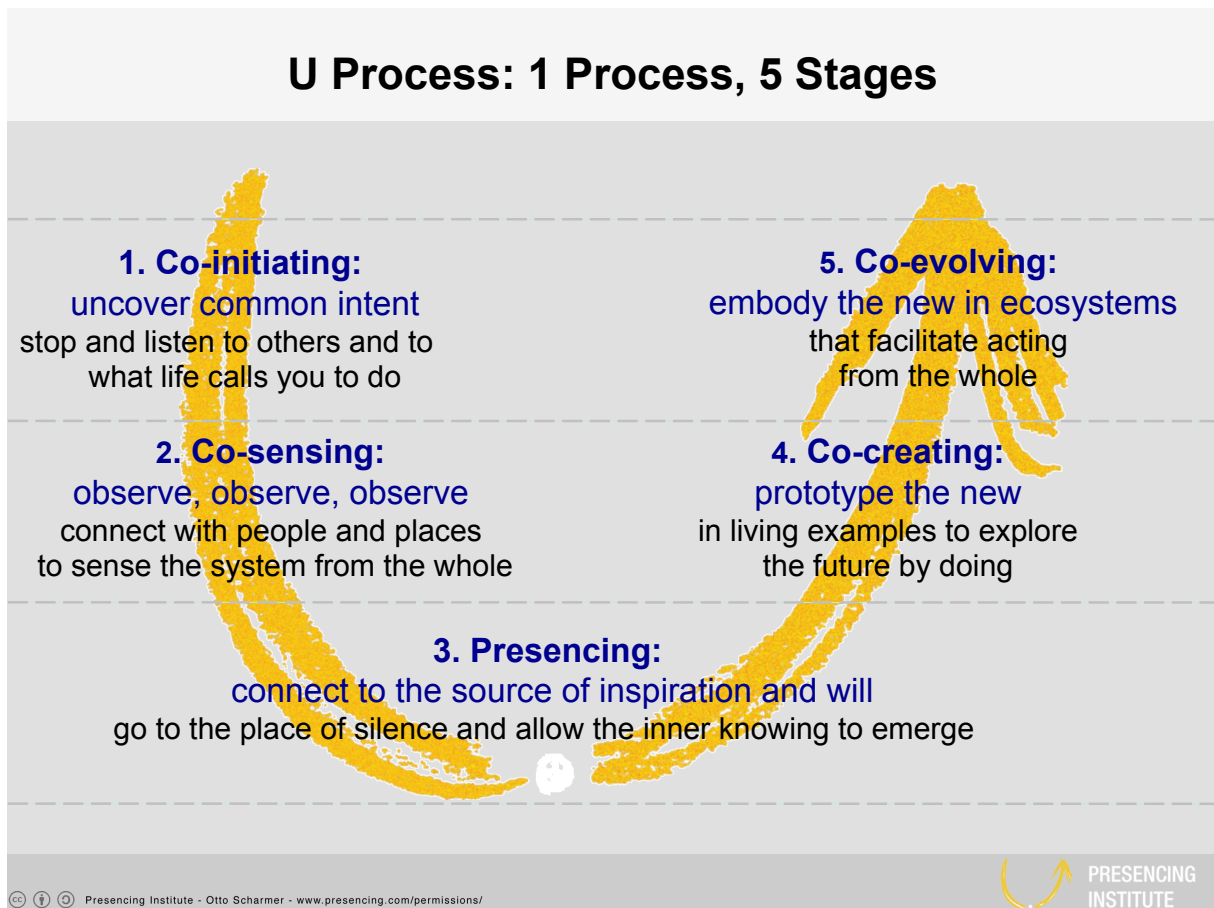 U Process: 1 Process, 5 Stages
1. Co-initiating:
uncover common intent
stop and listen to others and to
what life calls you to do
2. Co-sensing:
observe, observe, observe
connect with people and places
to sense the system from the whole
3. Presencing:
connect to the source of inspiration and will
go to the place of silence and allow the inner knowing to emerge
4. Co-creating:
prototype the new
in living examples to explore
the future by doing
5. Co-evolving:
embody the new in ecosystems
that facilitate acting
from the whole
cc Presencing Institute - Otto Scharmer - www.presencing.com/permissions/
PRESENCING
INSTITUTE